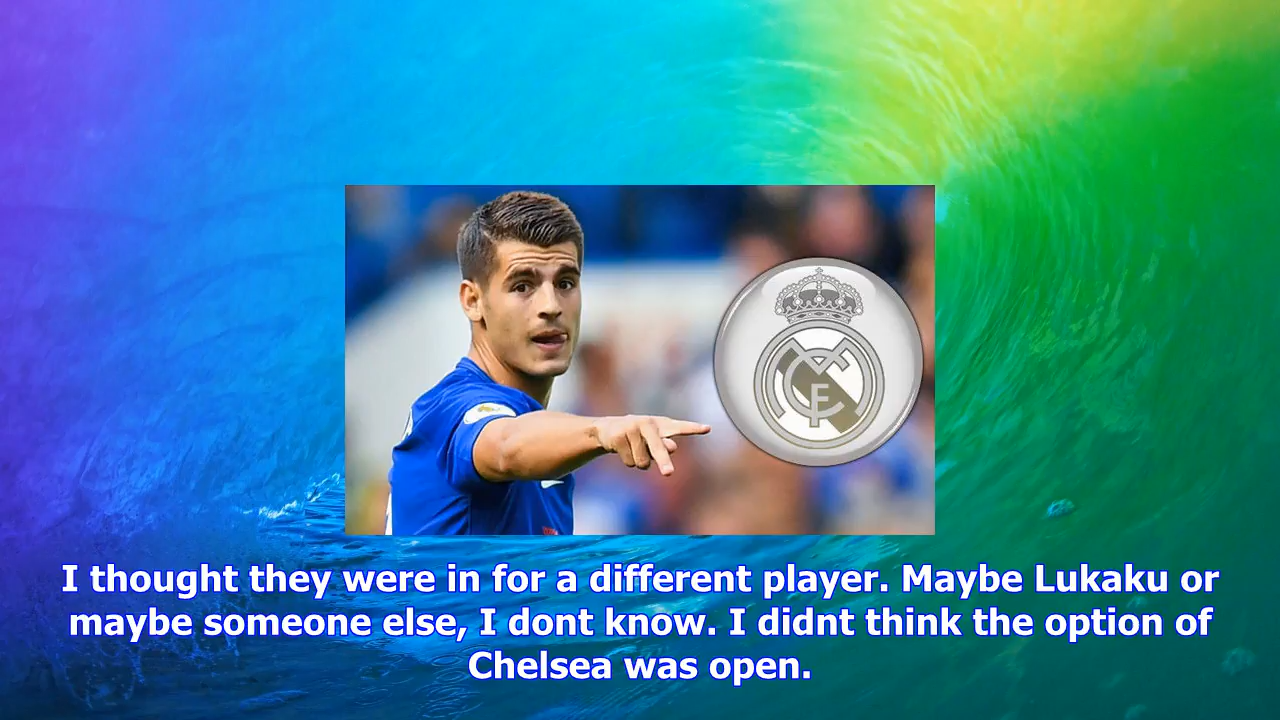 I thought they were in for a different player. Maybe Lukaku or
maybe someone else, I dont know. I didnt think the option of
Chelsea was open.